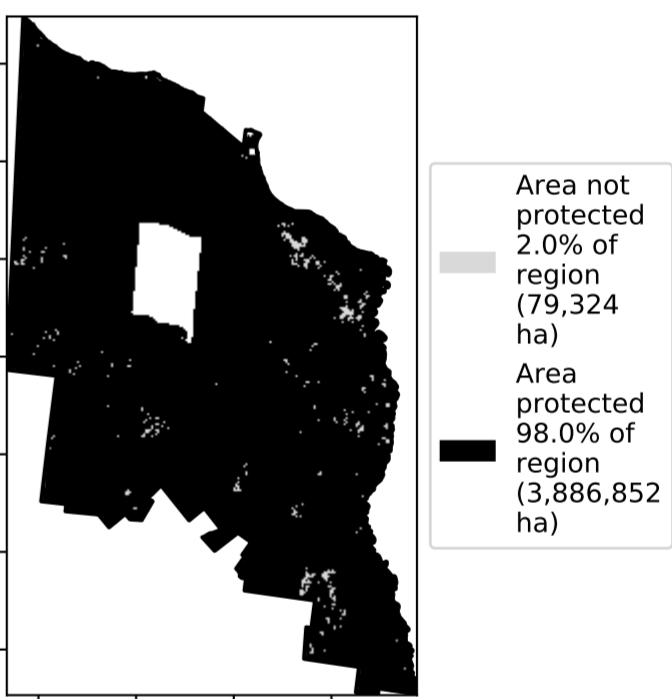 Area not
protected
2.0% of
region
(79,324
ha)
Area
protected
98.0% of
region
(3,886,852
ha)